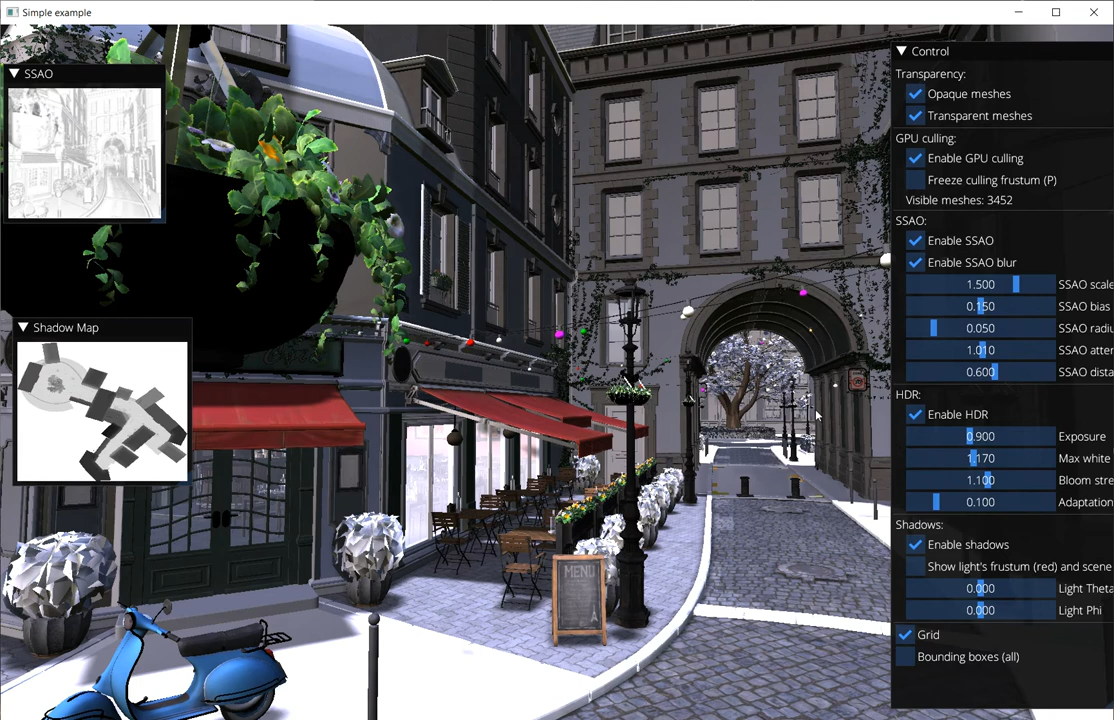 Simple example
SSAO
Shadow Map
MENU
Control
Transparency:
Opaque meshes
Transparent meshes
GPU culling:
Enable GPU culling
Freeze culling frustum (P)
Visible meshes: 3452
SSAO:
Enable SSAO
Enable SSAO blur
1.500 SSAO scale
0.150 SSAO bias
0.050 SSAO radiu
1.010 SSAO atter
0.600 SSAO dista
HDR:
Enable HDR
0.900 Exposure
1.170 Max white
1.100 Bloom stre
0.100 Adaptation
Shadows:
Enable shadows
Show light's frustum (red) and scene
0.000 Light Theta
0.000 Light Phi
Grid
Bounding boxes (all)